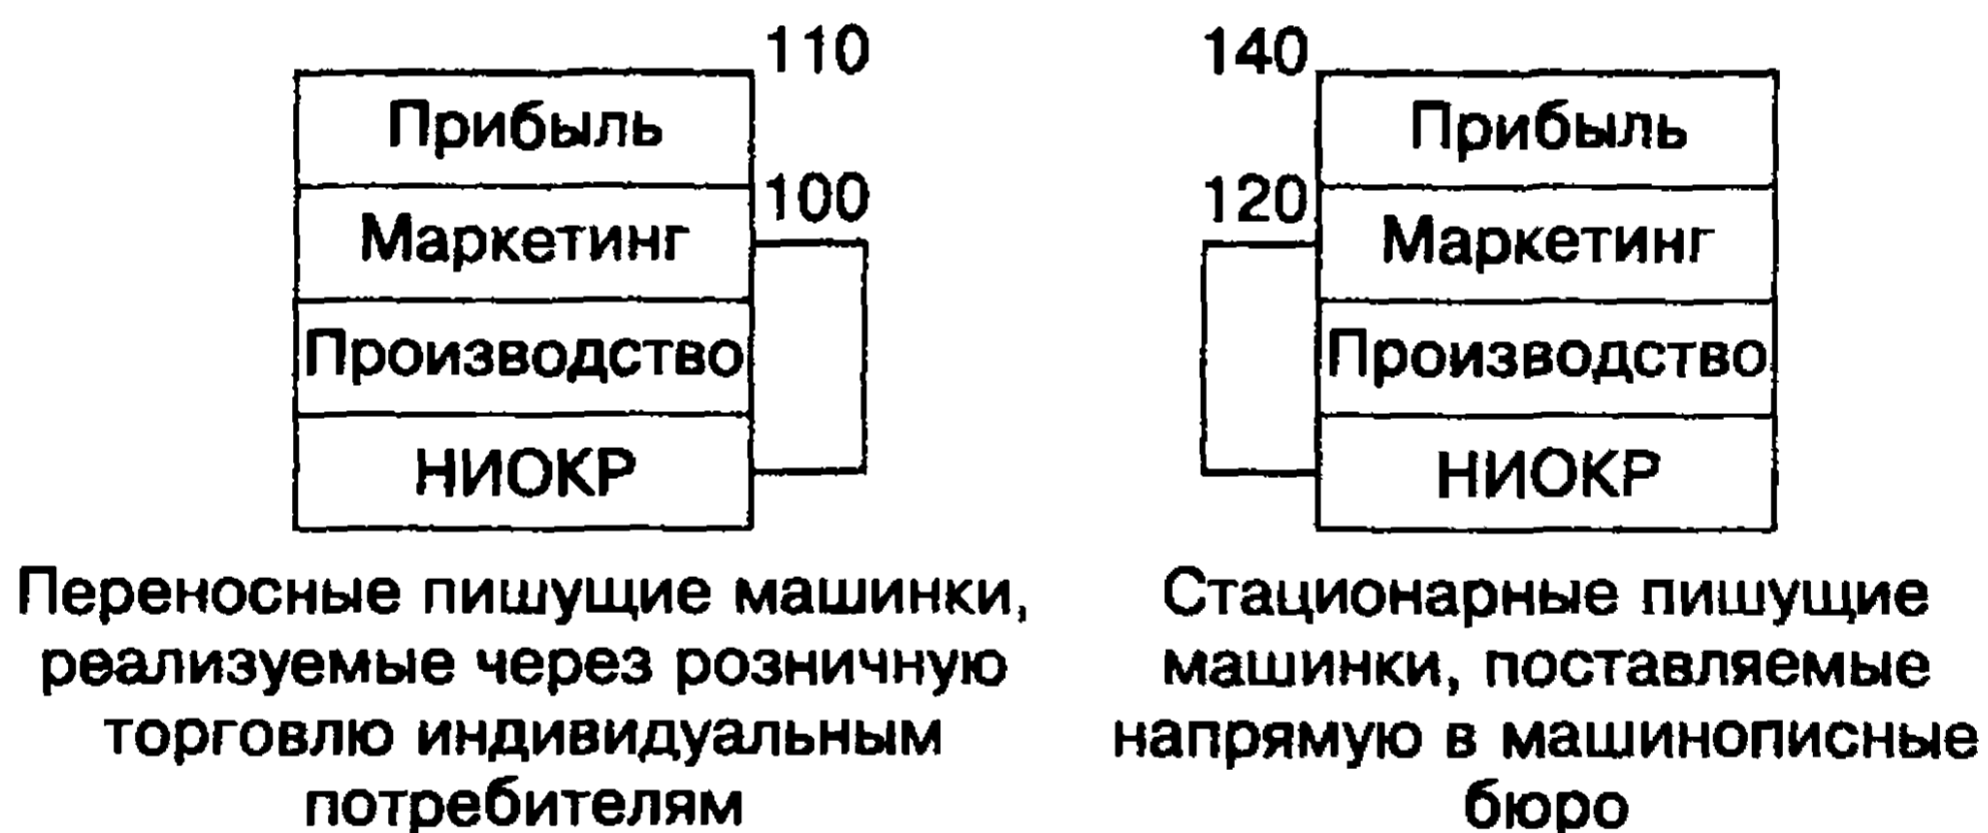 110
Прибыль
100
Маркетинг
Производство
НИОКР
Переносные пишущие машинки,
реализуемые через розничную
торговлю индивидуальным
потребителям
140
Прибыль
120
Маркетинг
Производство
НИОКР
Стационарные пишущие
машинки, поставляемые
напрямую в машинописные
бюро